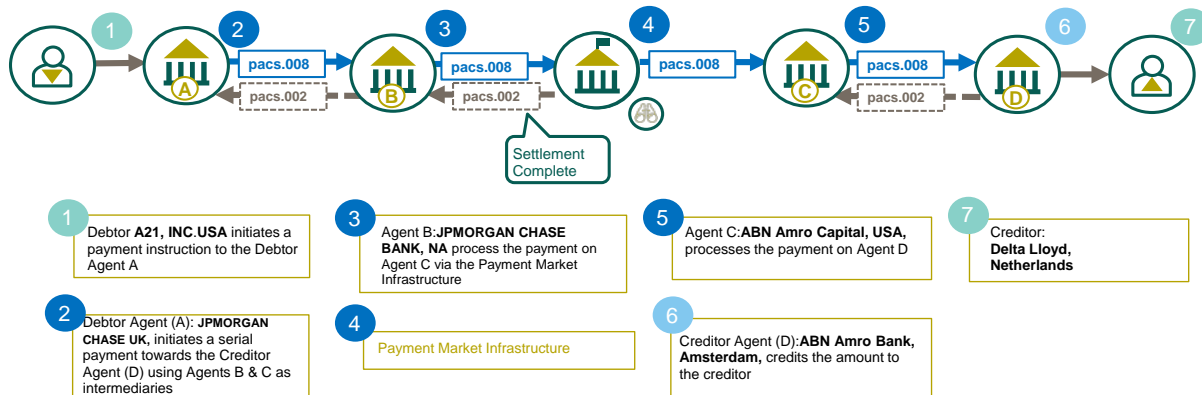 1
2
3
4
5
6
7
pacs.008
pacs.008
pacs.008
pacs.008
pacs.002
pacs.002
pacs.002
A
B
C
D
Settlement
Complete
1
Debtor A21, INC.USA initiates a
payment instruction to the Debtor
Agent A
3
Agent B:JPMORGAN CHASE
BANK, NA process the payment on
Agent C via the Payment Market
Infrastructure
5
Agent C:ABN Amro Capital, USA,
processes the payment on Agent D
7
Creditor:
Delta Lloyd,
Netherlands
2
Debtor Agent (A): JPMORGAN
CHASE UK, initiates a serial
payment towards the Creditor
Agent (D) using Agents B & C as
intermediaries
4
Payment Market Infrastructure
6
Creditor Agent (D):ABN Amro Bank,
Amsterdam, credits the amount to
the creditor